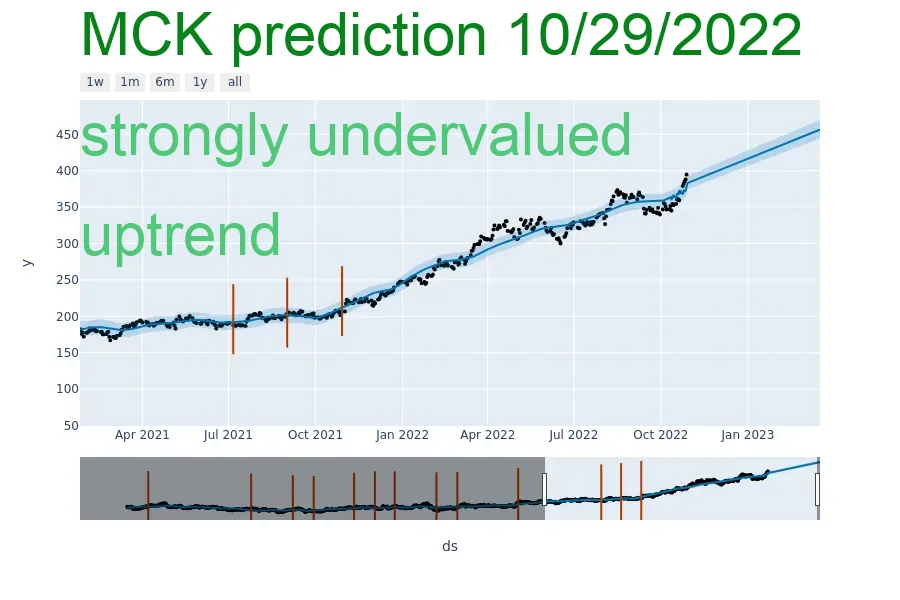 MCK prediction 10/29/2022
1w 1m 6m 1y all
strongly undervalued
uptrend
450
400
350
300
250
200
150
100
50
y
Apr 2021 Jul 2021 Oct 2021 Jan 2022 Apr 2022 Jul 2022 Oct 2022 Jan 2023
ds